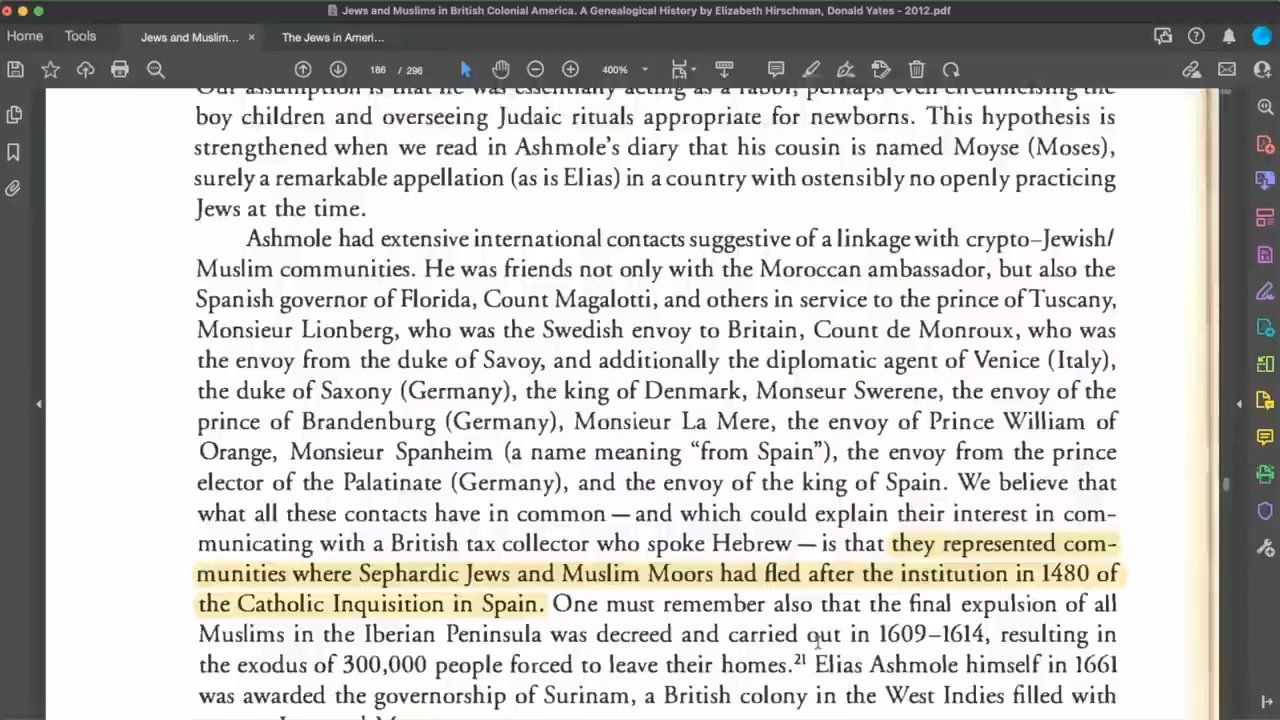 Jews and Muslims in British Colonial America. A Genealogical History by Elizabeth Hirschman, Donald Yates - 2012.pdf
Home Tools Jews and Muslim... × The Jews in Ameri...
186 / 296 400%
Our assumption is that he was essentially acting as a rabbi, perhaps even circumcising the
boy children and overseeing Judaic rituals appropriate for newborns. This hypothesis is
strengthened when we read in Ashmole's diary that his cousin is named Moyse (Moses),
surely a remarkable appellation (as is Elias) in a country with ostensibly no openly practicing
Jews at the time.
Ashmole had extensive international contacts suggestive of a linkage with crypto–Jewish/
Muslim communities. He was friends not only with the Moroccan ambassador, but also the
Spanish governor of Florida, Count Magalotti, and others in service to the prince of Tuscany,
Monsieur Lionberg, who was the Swedish envoy to Britain, Count de Monroux, who was
the envoy from the duke of Savoy, and additionally the diplomatic agent of Venice (Italy),
the duke of Saxony (Germany), the king of Denmark, Monseur Swerene, the envoy of the
prince of Brandenburg (Germany), Monsieur La Mere, the envoy of Prince William of
Orange, Monsieur Spanheim (a name meaning “from Spain”), the envoy from the prince
elector of the Palatinate (Germany), and the envoy of the king of Spain. We believe that
what all these contacts have in common — and which could explain their interest in com-
municating with a British tax collector who spoke Hebrew — is that they represented com-
munities where Sephardic Jews and Muslim Moors had fled after the institution in 1480 of
the Catholic Inquisition in Spain. One must remember also that the final expulsion of all
Muslims in the Iberian Peninsula was decreed and carried out in 1609–1614, resulting in
the exodus of 300,000 people forced to leave their homes.²¹ Elias Ashmole himself in 1661
was awarded the governorship of Surinam, a British colony in the West Indies filled with